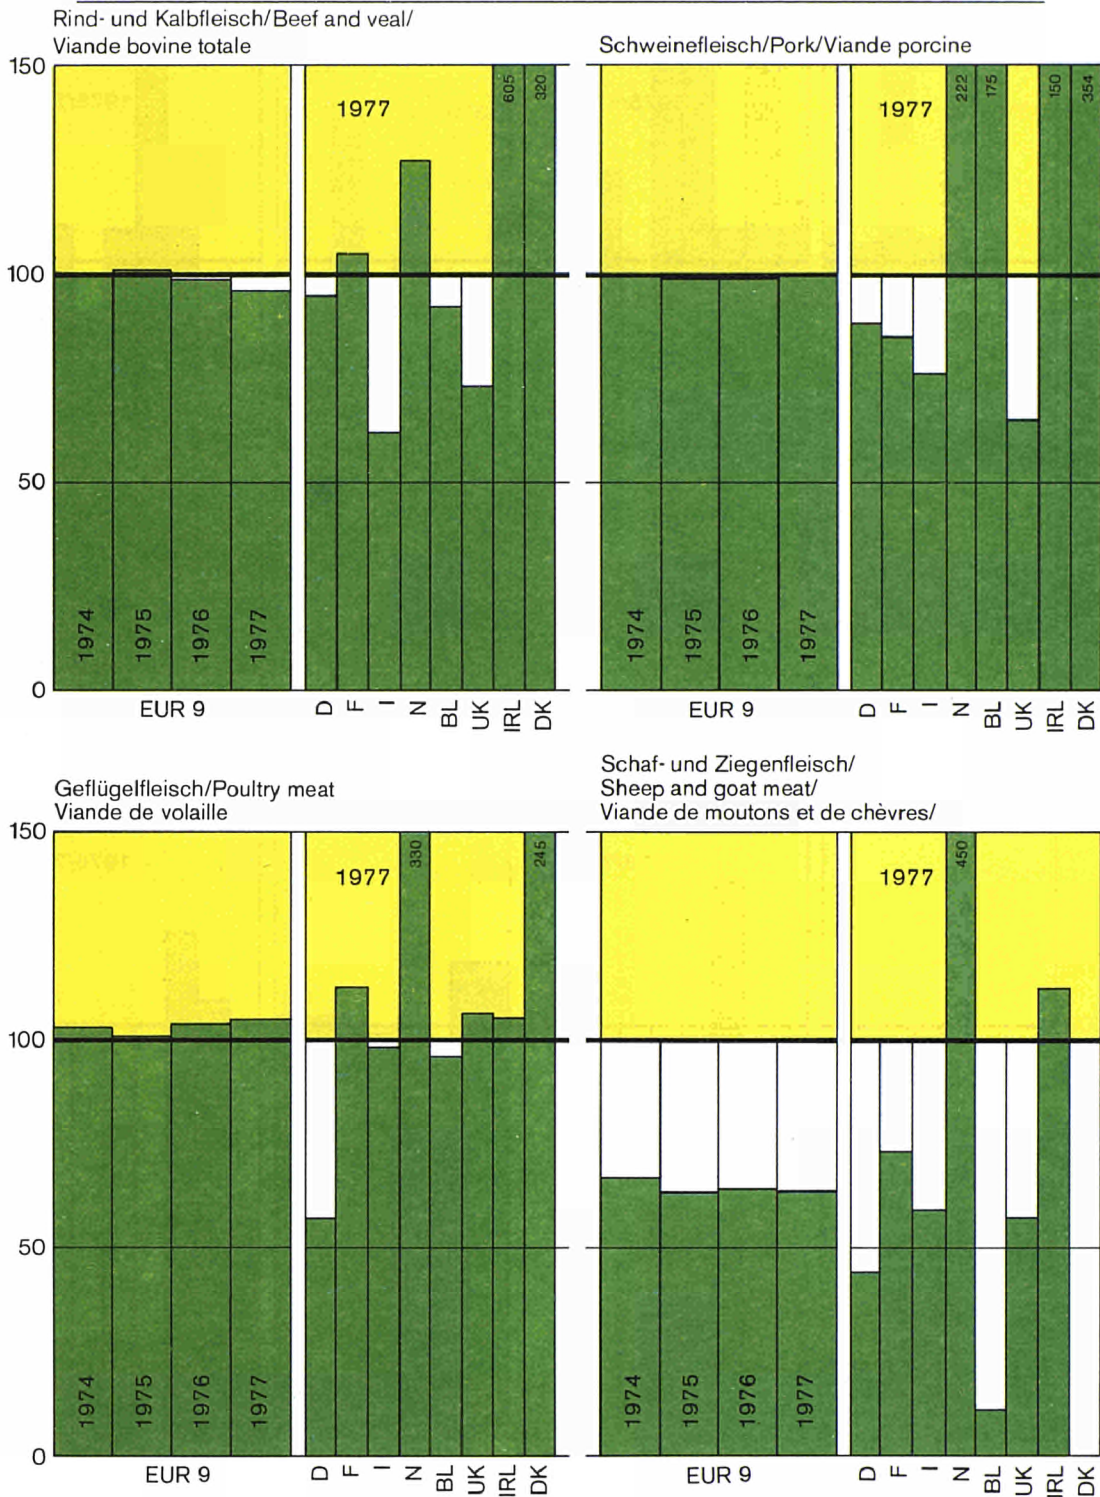 Rind- und Kalbfleisch/Beef and veal/
Viande bovine totale
150
100
50
0
1977
605
320
1974
1975
1976
1977
EUR 9
D
F
I
N
BL
UK
IRL
DK
Schweinefleisch/Pork/Viande porcine
1977
222
175
150
354
1974
1975
1976
1977
EUR 9
D
F
I
N
BL
UK
IRL
DK
Geflügelfleisch/Poultry meat
Viande de volaille
150
100
50
0
1977
330
245
1974
1975
1976
1977
EUR 9
D
F
I
N
BL
UK
IRL
DK
Schaf- und Ziegenfleisch/
Sheep and goat meat/
Viande de moutons et de chèvres/
1977
450
1974
1975
1976
1977
EUR 9
D
F
I
N
BL
UK
IRL
DK